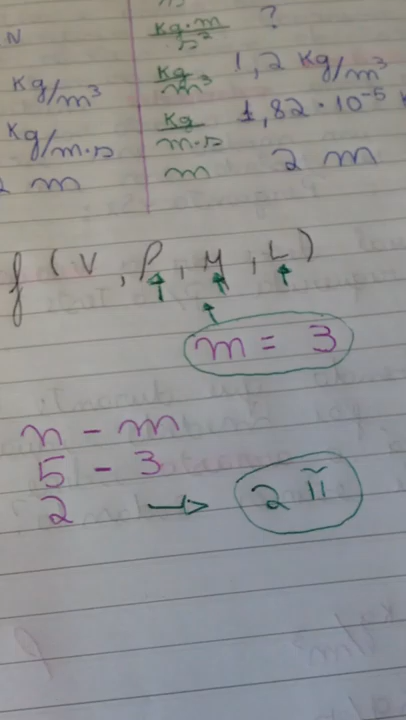 N kg·m/s² ?
kg/m³ kg/m³ 1,2 kg/m³
kg/m·s kg/m·s 1,82·10⁻⁵
m m 2 m
f (V, ρ, μ, L)
m = 3
n - m
5 - 3
2 → 2 π